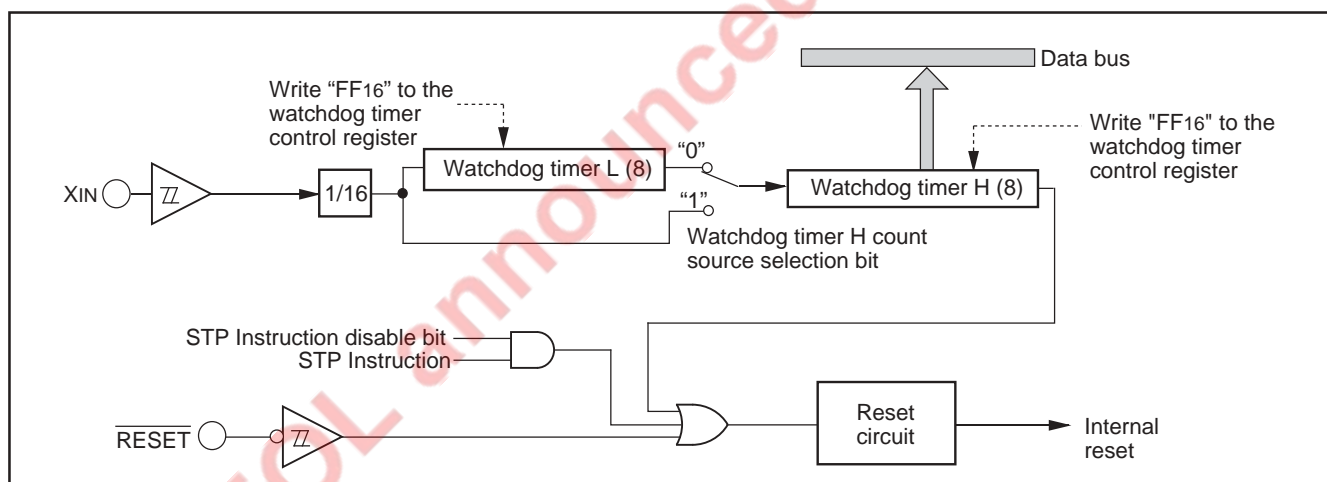 EOL announced
Data bus
Write “FF16” to the
watchdog timer
control register
Write "FF16" to the
watchdog timer
control register
“0”
Watchdog timer L (8)
Watchdog timer H (8)
XIN
1/16
“1”
Watchdog timer H count
source selection bit
STP Instruction disable bit
STP Instruction
RESET
Reset
circuit
Internal
reset